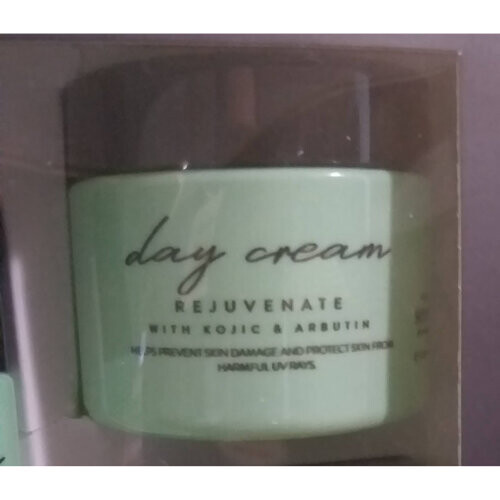 day cream
REJUVENATE
WITH KOJIC & ARBUTIN
HELPS PREVENT SKIN DAMAGE AND PROTECT SKIN FROM
HARMFUL UV RAYS.